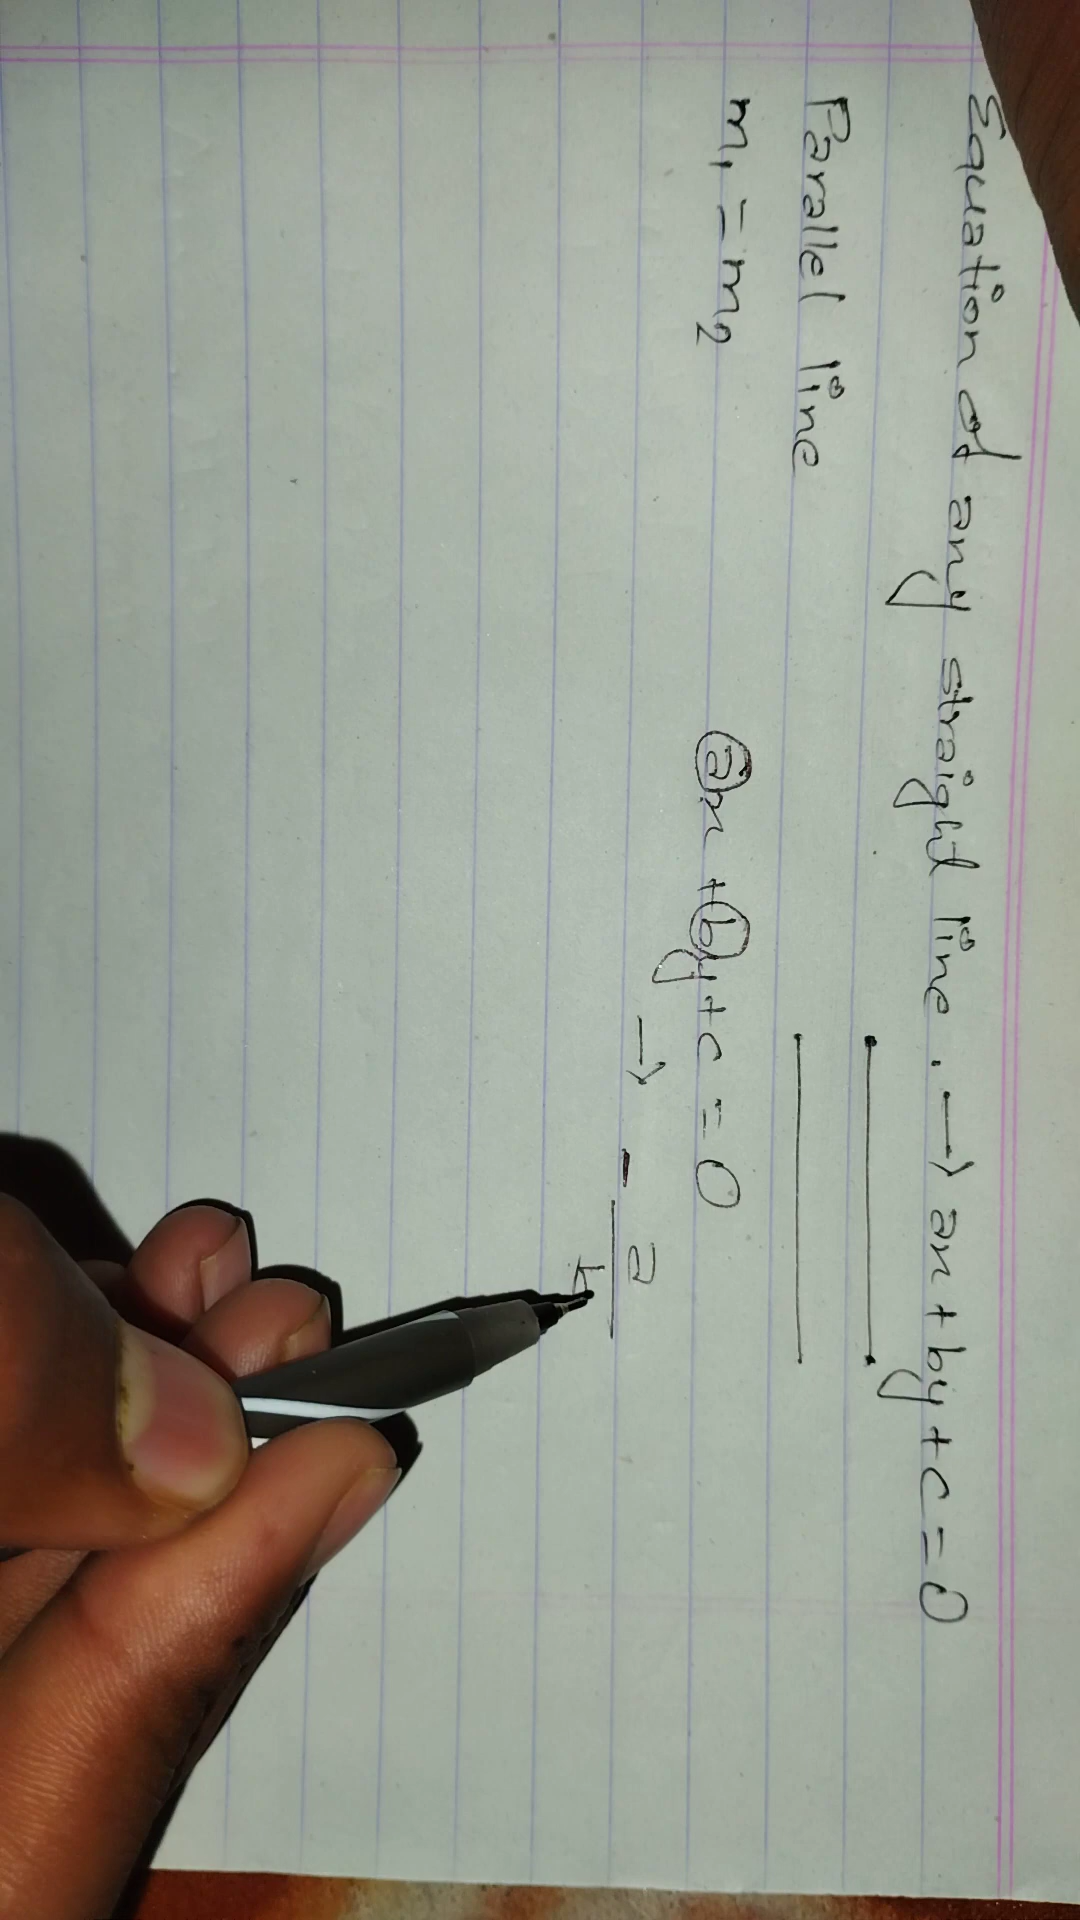 Equation of any straight line. → ax + by + c = 0
Parallel line
m₁ = m₂
ax + by + c = 0
→ - a